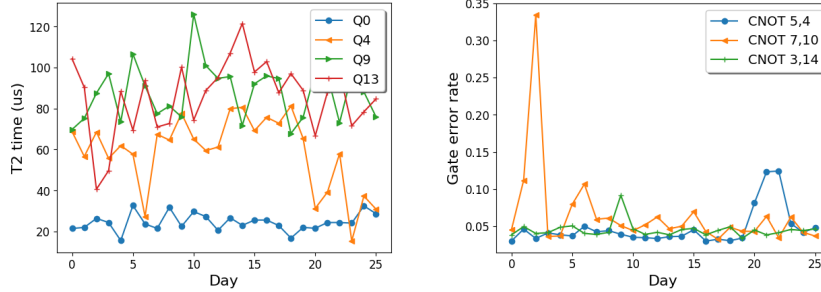 T2 time (us)
120
100
80
60
40
20
0
5
10
15
20
25
Day
Q0
Q4
Q9
Q13
Gate error rate
0.35
0.30
0.25
0.20
0.15
0.10
0.05
0
5
10
15
20
25
Day
CNOT 5,4
CNOT 7,10
CNOT 3,14